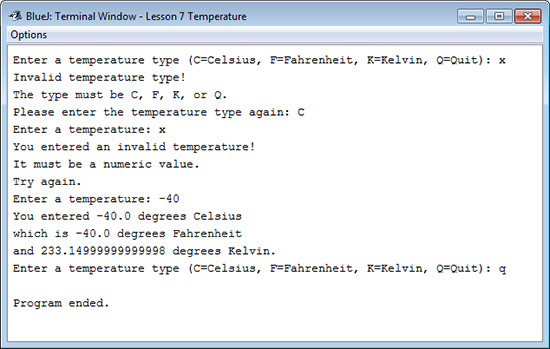 BlueJ: Terminal Window - Lesson 7 Temperature
Options
Enter a temperature type (C=Celsius, F=Fahrenheit, K=Kelvin, Q=Quit): x
Invalid temperature type!
The type must be C, F, K, or Q.
Please enter the temperature type again: C
Enter a temperature: x
You entered an invalid temperature!
It must be a numeric value.
Try again.
Enter a temperature: -40
You entered -40.0 degrees Celsius
which is -40.0 degrees Fahrenheit
and 233.14999999999998 degrees Kelvin.
Enter a temperature type (C=Celsius, F=Fahrenheit, K=Kelvin, Q=Quit): q
Program ended.